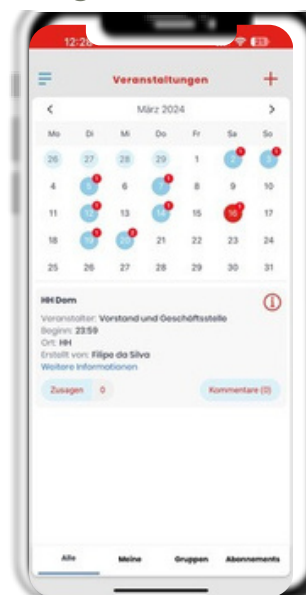 12:28
Veranstaltungen +
< März 2024 >
Mo Di Mi Do Fr Sa So
26 27 28 29 1 2 3
4 5 6 7 8 9 10
11 12 13 14 15 16 17
18 19 20 21 22 23 24
25 26 27 28 29 30 31
HH Dom
Veranstalter: Vorstand und Geschäftsstelle
Beginn: 23:59
Ort: HH
Erstellt von: Filipe da Silva
Weitere Informationen
Zusagen 0 Kommentare (0)
Alle Meine Gruppen Abonnements